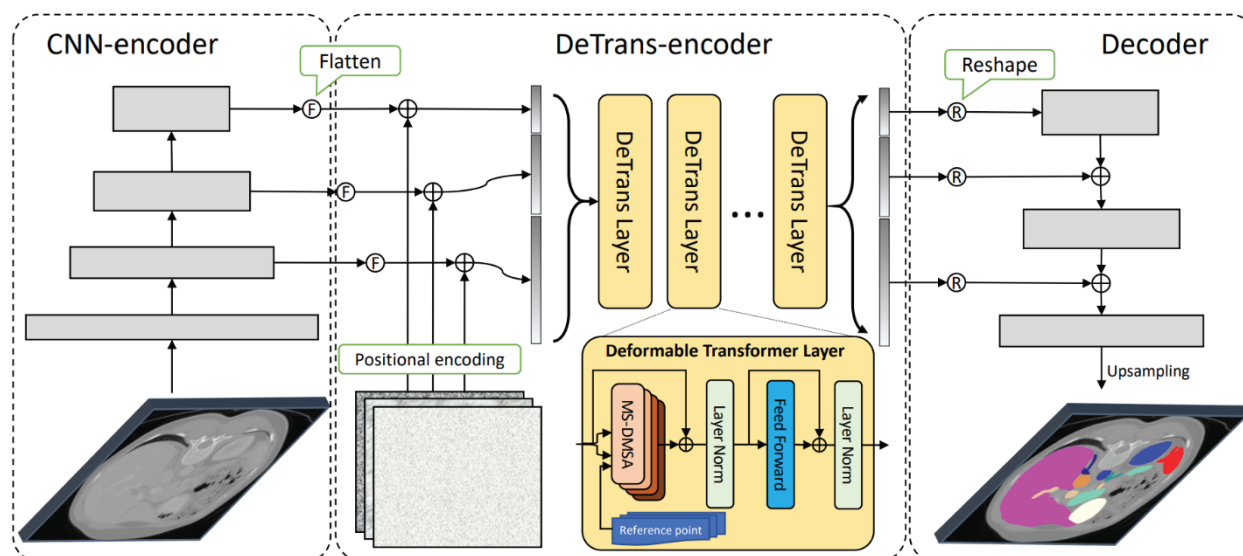 CNN-encoder
DeTrans-encoder
Decoder
Flatten
Reshape
F
F
F
R
R
R
DeTrans Layer
DeTrans Layer
...
DeTrans Layer
Positional encoding
Deformable Transformer Layer
MS-DMSA
Layer Norm
Feed Forward
Layer Norm
Reference point
Upsampling